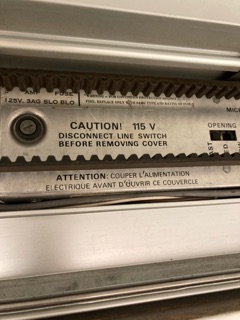 FUSE
125V. 3AG SLO BLO
MIC
OPENING
CAUTION! 115 V
DISCONNECT LINE SWITCH
BEFORE REMOVING COVER
ATTENTION: COUPER L'ALIMENTATION
ELECTRIQUE AVANT D'OUVRIR CE COUVERCLE